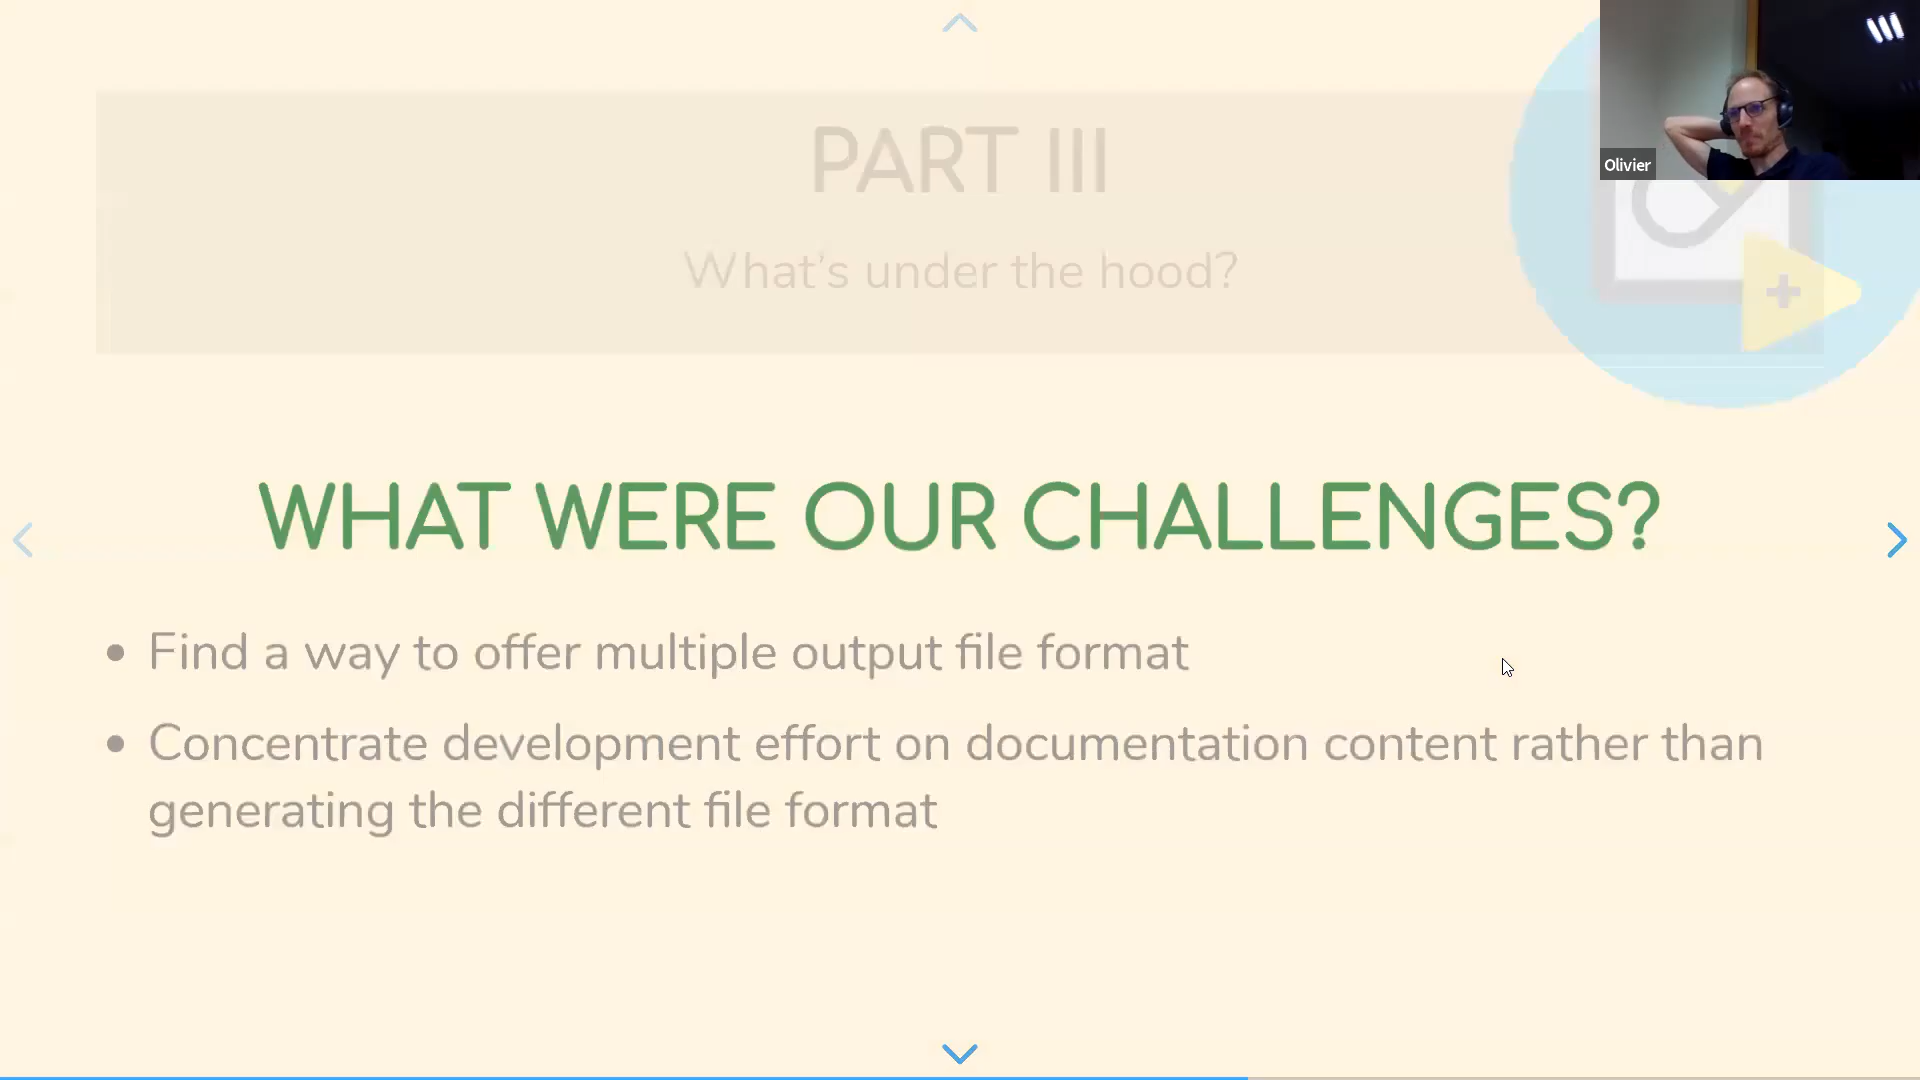 PART III
What's under the hood?
Olivier
WHAT WERE OUR CHALLENGES?
• Find a way to offer multiple output file format
• Concentrate development effort on documentation content rather than
generating the different file format